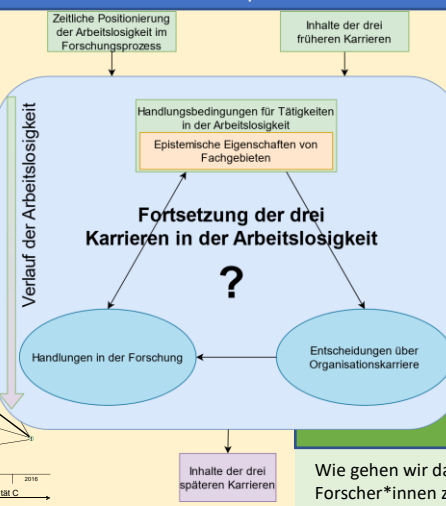 Zeitliche Positionierung
der Arbeitslosigkeit im
Forschungsprozess
Inhalte der drei
früheren Karrieren
Verlauf der Arbeitslosigkeit
Handlungsbedingungen für Tätigkeiten
in der Arbeitslosigkeit
Epistemische Eigenschaften von
Fachgebieten
Fortsetzung der drei
Karrieren in der Arbeitslosigkeit
?
Handlungen in der Forschung
Entscheidungen über
Organisationskarriere
2016
tät C
Inhalte der drei
späteren Karrieren
Wie gehen wir da
Forscher*innen z